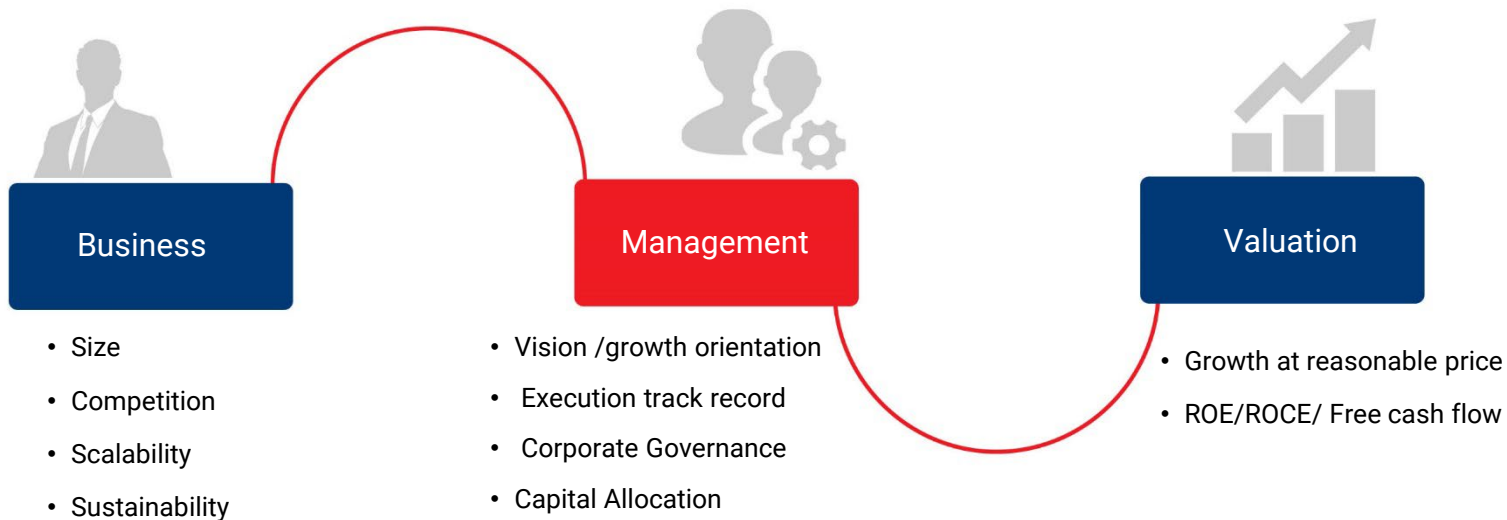 Business
• Size
• Competition
• Scalability
• Sustainability
Management
• Vision /growth orientation
• Execution track record
• Corporate Governance
• Capital Allocation
Valuation
• Growth at reasonable price
• ROE/ROCE/ Free cash flow